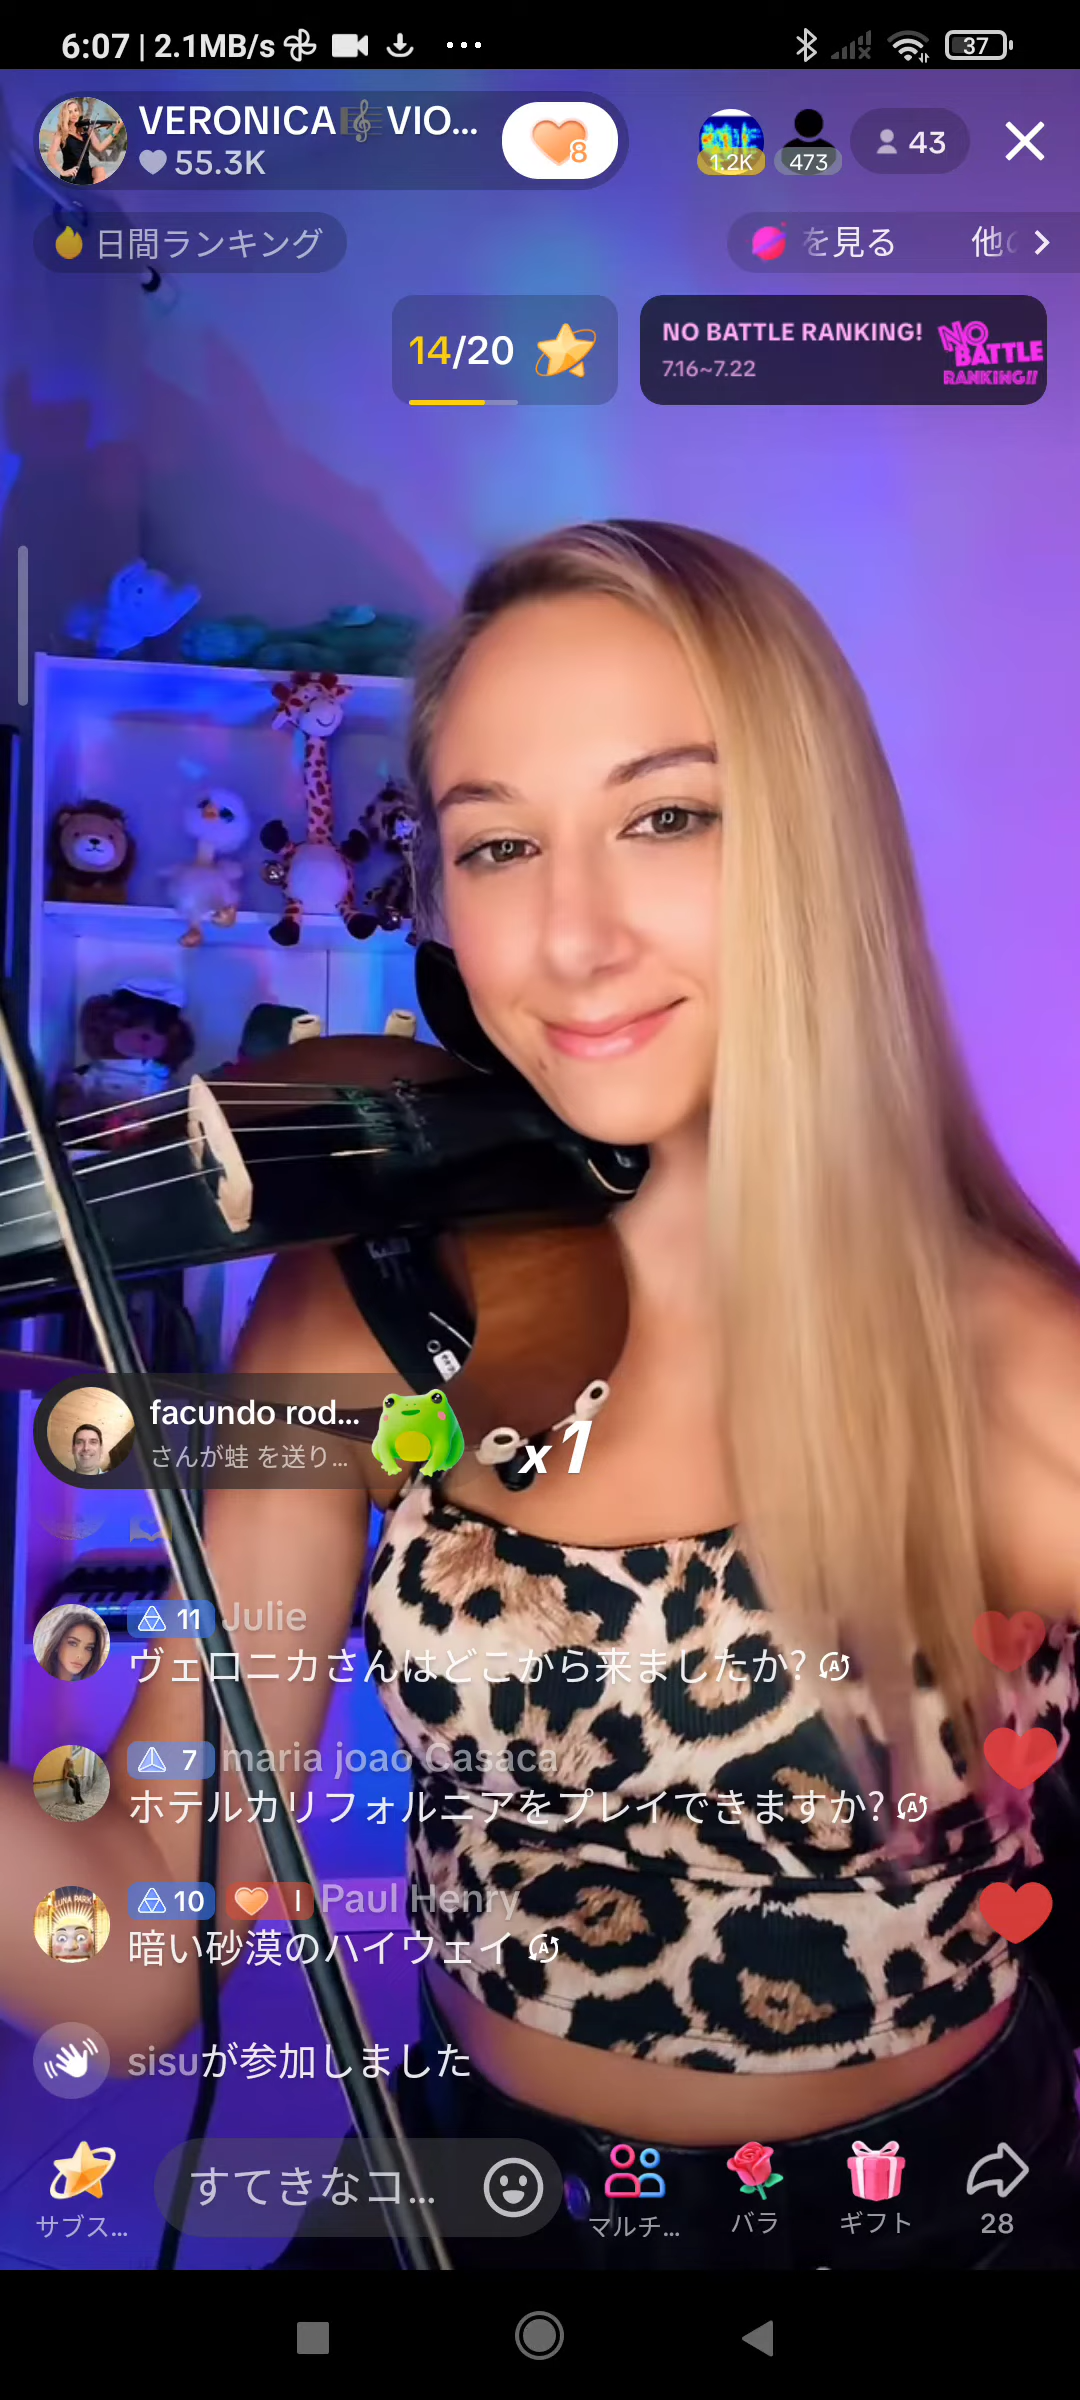 6:07 | 2.1MB/s
37
VERONICA🎼VIO...
55.3K
8
1.2K
473
43
日間ランキング
を見る
他の
14/20
NO BATTLE RANKING!
7.16~7.22
NO BATTLE RANKING!!
facundo rod...
さんが蛙 を送り...
x1
11 Julie
ヴェロニカさんはどこから来ましたか?
7 maria joao Casaca
ホテルカリフォルニアをプレイできますか?
10 I Paul Henry
LUNA PARK
暗い砂漠のハイウェイ
sisuが参加しました
すてきなコ...
サブス...
マルチ...
バラ
ギフト
28